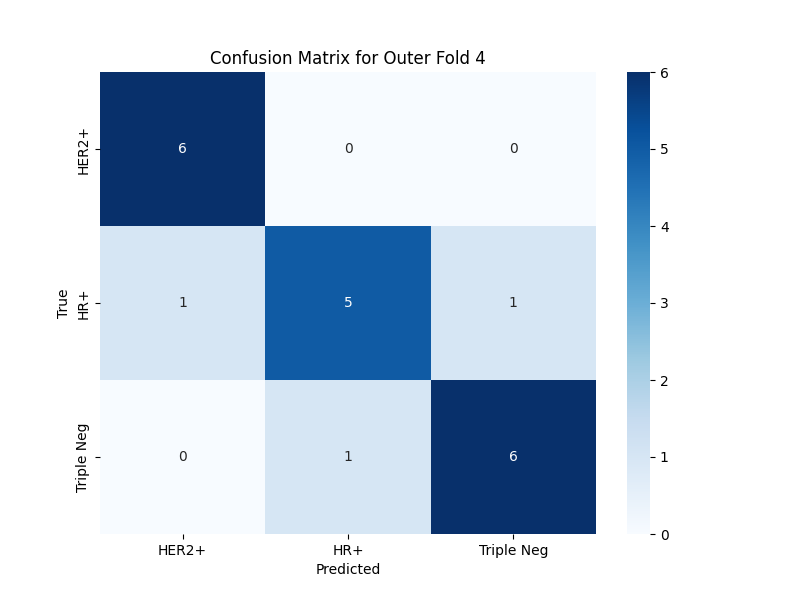 Confusion Matrix for Outer Fold 4
True
HER2+
6 0 0
HR+
1 5 1
Triple Neg
0 1 6
HER2+ HR+ Triple Neg
Predicted
6
5
4
3
2
1
0